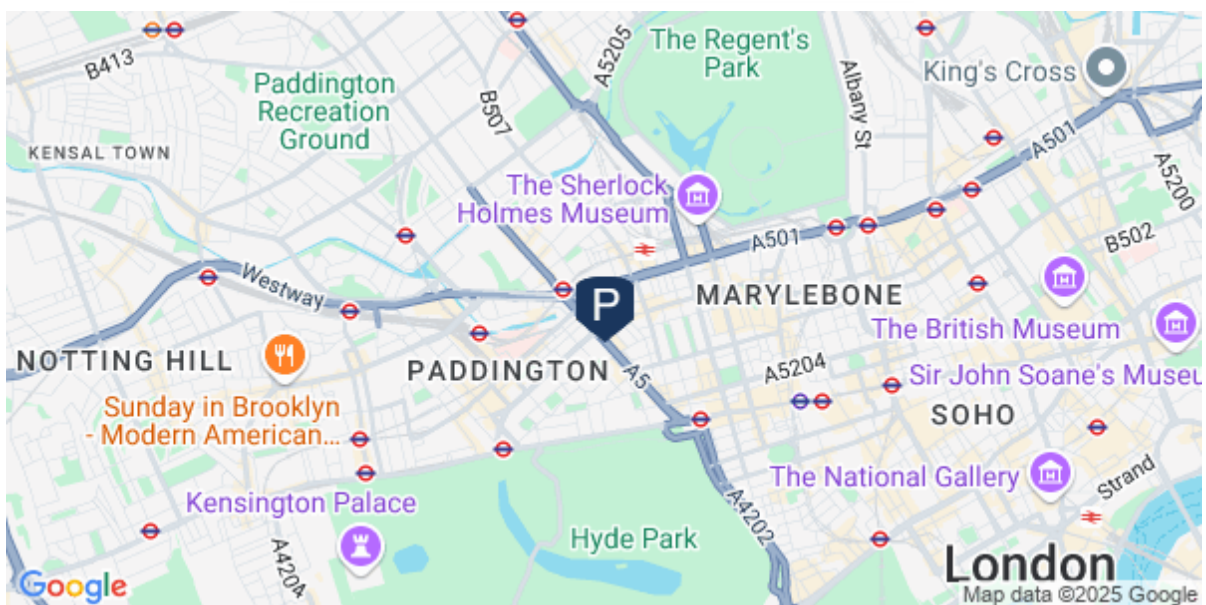 The Regent's
Park
A5205
B413
Albany St
King's Cross
Paddington
Recreation
Ground
B507
A501
KENSAL TOWN
A5200
The Sherlock
Holmes Museum
A501
B502
Westway
P
MARYLEBONE
The British Museum
NOTTING HILL
PADDINGTON
A5
A5204
Sir John Soane's Museu
Sunday in Brooklyn
- Modern American...
SOHO
The National Gallery
Strand
Kensington Palace
A4202
Hyde Park
A4204
London
Google
Map data ©2025 Google